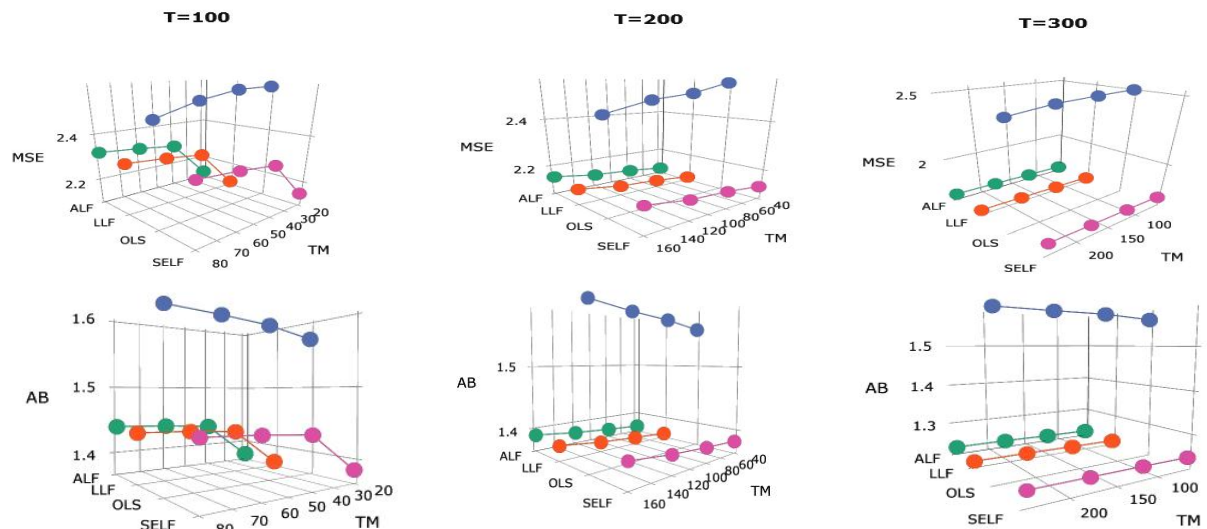 T=100
T=200
T=300
2.4
MSE
2.2
ALF
LLF
OLS
SELF
80
70
60
50
40
30
20
TM
2.4
MSE
2.2
ALF
LLF
OLS
SELF
160
140
120
100
80
60
40
TM
2.5
MSE
2
ALF
LLF
OLS
SELF
200
150
100
TM
1.6
1.5
AB
1.4
ALF
LLF
OLS
SELF
80
70
60
50
40
30
20
TM
1.5
AB
1.4
ALF
LLF
OLS
SELF
160
140
120
100
80
60
40
TM
1.5
1.4
AB
1.3
ALF
LLF
OLS
SELF
200
150
100
TM